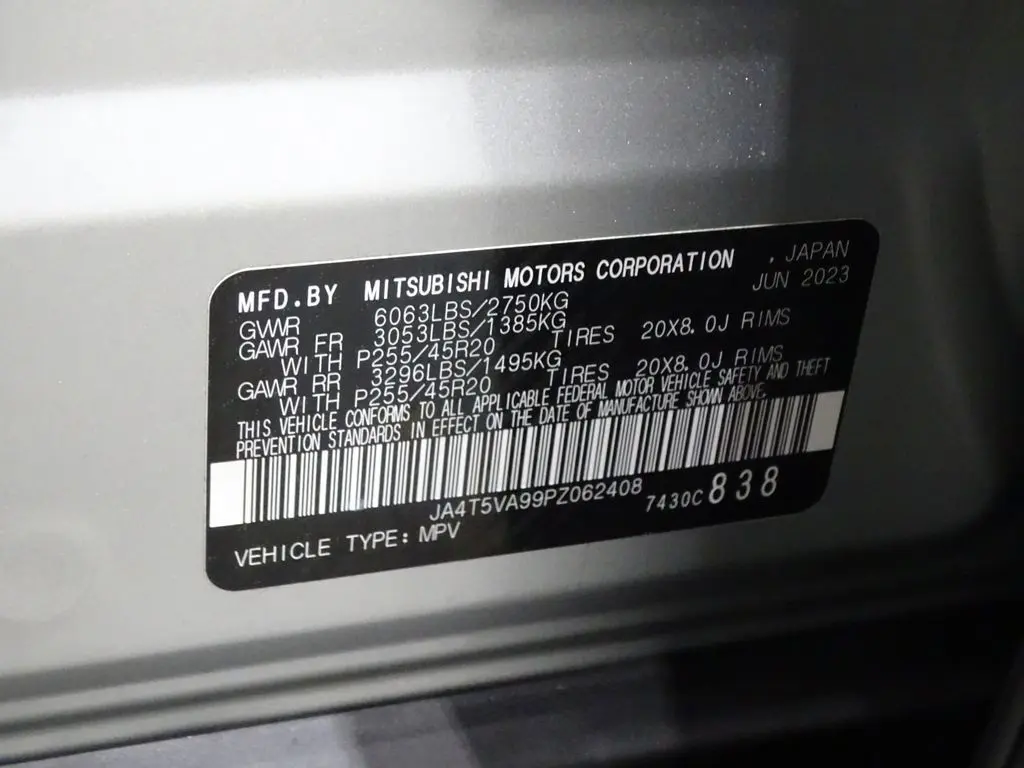 MFD.BY MITSUBISHI MOTORS CORPORATION , JAPAN
JUN 2023
GVWR 6063LBS/2750KG
GAWR FR 3053LBS/1385KG
WITH P255/45R20 TIRES 20X8.0J RIMS
GAWR RR 3296LBS/1495KG
WITH P255/45R20 TIRES 20X8.0J RIMS
THIS VEHICLE CONFORMS TO ALL APPLICABLE FEDERAL MOTOR VEHICLE SAFETY AND THEFT
PREVENTION STANDARDS IN EFFECT ON THE DATE OF MANUFACTURE SHOWN ABOVE.
JA4T5VA99PZ062408 7430C838
VEHICLE TYPE: MPV